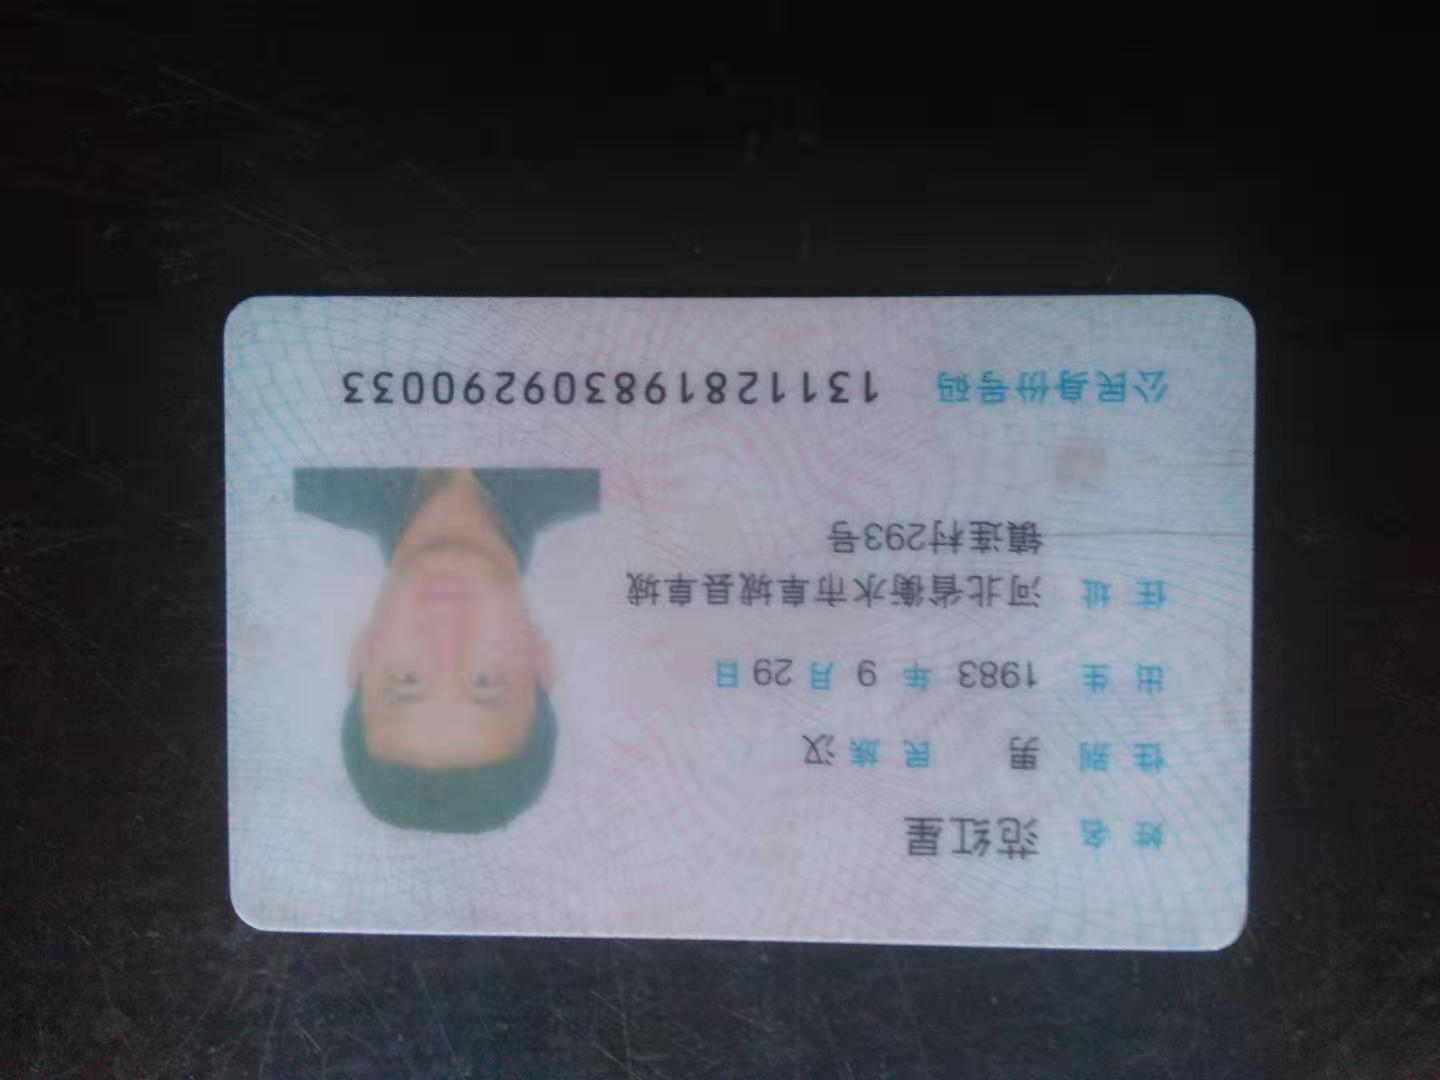 姓名 范红星
性别 男 民族 汉
出生 1983 年 9 月 29 日
住址 河北省衡水市阜城县阜城
镇连村293号
公民身份号码 131128198309290033